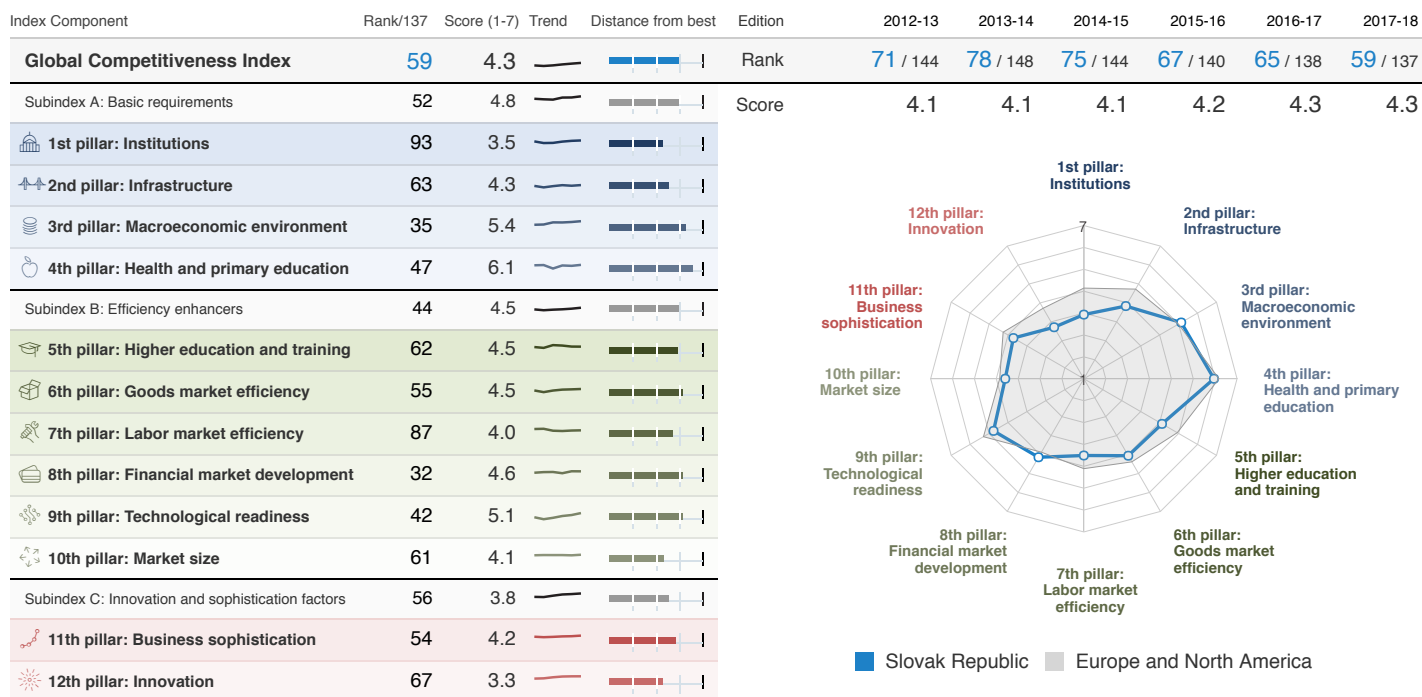 Index Component Rank/137 Score (1-7) Trend Distance from best
Global Competitiveness Index 59 4.3
Subindex A: Basic requirements 52 4.8
1st pillar: Institutions 93 3.5
2nd pillar: Infrastructure 63 4.3
3rd pillar: Macroeconomic environment 35 5.4
4th pillar: Health and primary education 47 6.1
Subindex B: Efficiency enhancers 44 4.5
5th pillar: Higher education and training 62 4.5
6th pillar: Goods market efficiency 55 4.5
7th pillar: Labor market efficiency 87 4.0
8th pillar: Financial market development 32 4.6
9th pillar: Technological readiness 42 5.1
10th pillar: Market size 61 4.1
Subindex C: Innovation and sophistication factors 56 3.8
11th pillar: Business sophistication 54 4.2
12th pillar: Innovation 67 3.3
Edition 2012-13 2013-14 2014-15 2015-16 2016-17 2017-18
Rank 71 / 144 78 / 148 75 / 144 67 / 140 65 / 138 59 / 137
Score 4.1 4.1 4.1 4.2 4.3 4.3
1st pillar:
Institutions
2nd pillar:
Infrastructure
3rd pillar:
Macroeconomic
environment
4th pillar:
Health and primary
education
5th pillar:
Higher education
and training
6th pillar:
Goods market
efficiency
7th pillar:
Labor market
efficiency
8th pillar:
Financial market
development
9th pillar:
Technological
readiness
10th pillar:
Market size
11th pillar:
Business
sophistication
12th pillar:
Innovation
7
1
Slovak Republic Europe and North America